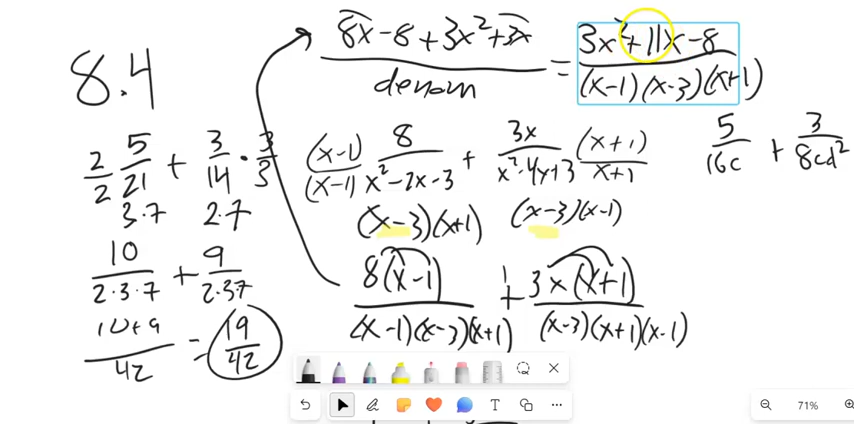 8.4
8x - 8 + 3x² + 3x
denom
=
3x² + 11x - 8
(x-1)(x-3)(x+1)
2/2 5/21 + 3/14 · 3/3
3·7 2·7
10/2·3·7 + 9/2·3·7
10+9/42 = 19/42
(x-1)/(x-1) 8/x²-2x-3 + 3x/x²-4x+3 (x+1)/x+1
(x-3)(x+1) (x-3)(x-1)
8(x-1) + 3x(x+1)
(x-1)(x-3)(x+1) (x-3)(x+1)(x-1)
5/16c + 3/8cd²
T
71%